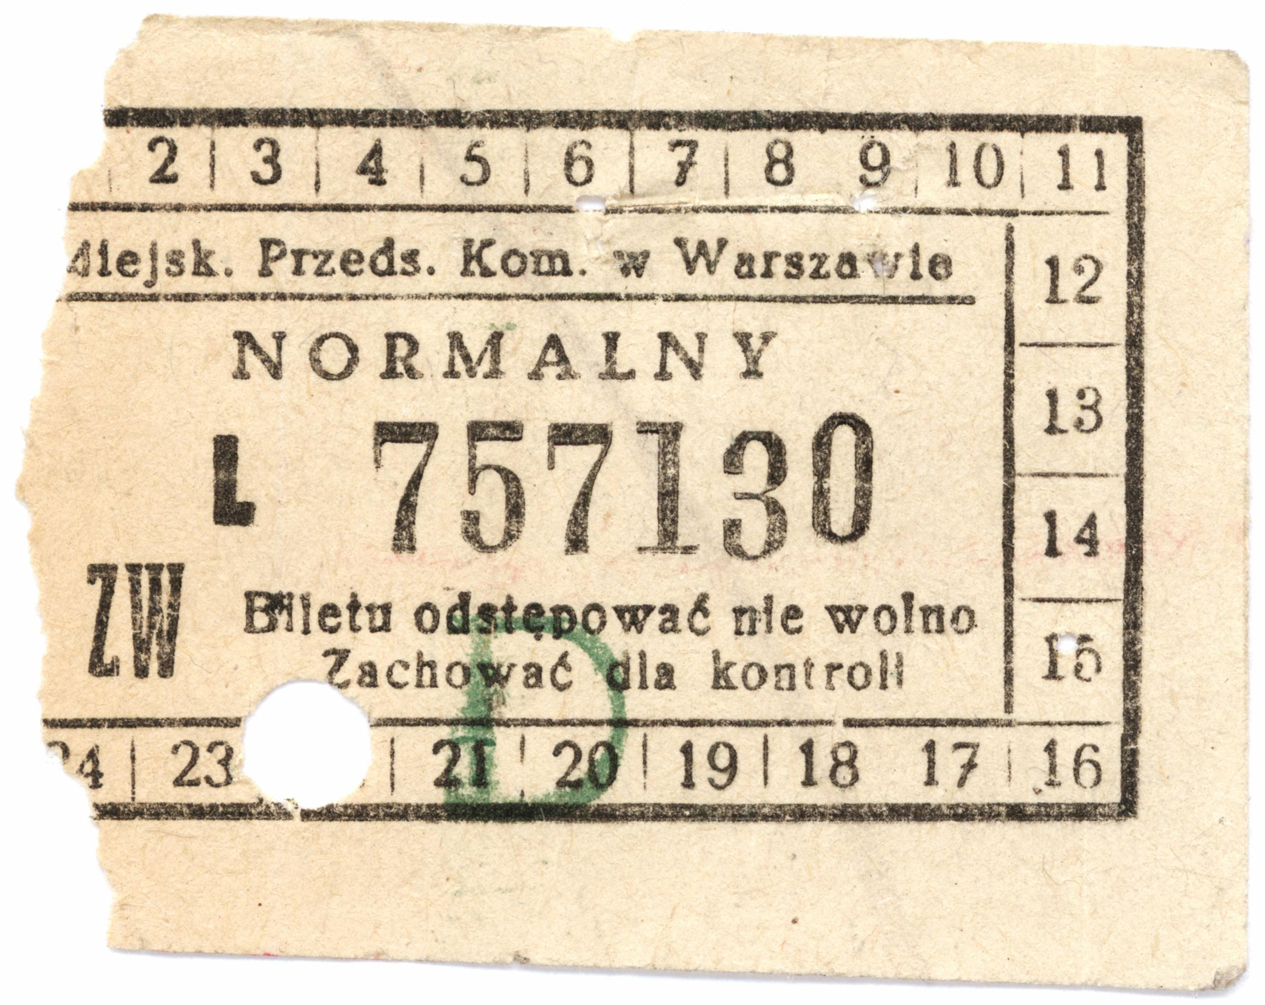 2 3 4 5 6 7 8 9 10 11
Miejsk. Przeds. Kom. w Warszawie
12
NORMALNY
13
L 757130
14
ZW
Biletu odstępować nie wolno
Zachować dla kontroli
15
24 23 21 20 19 18 17 16
D